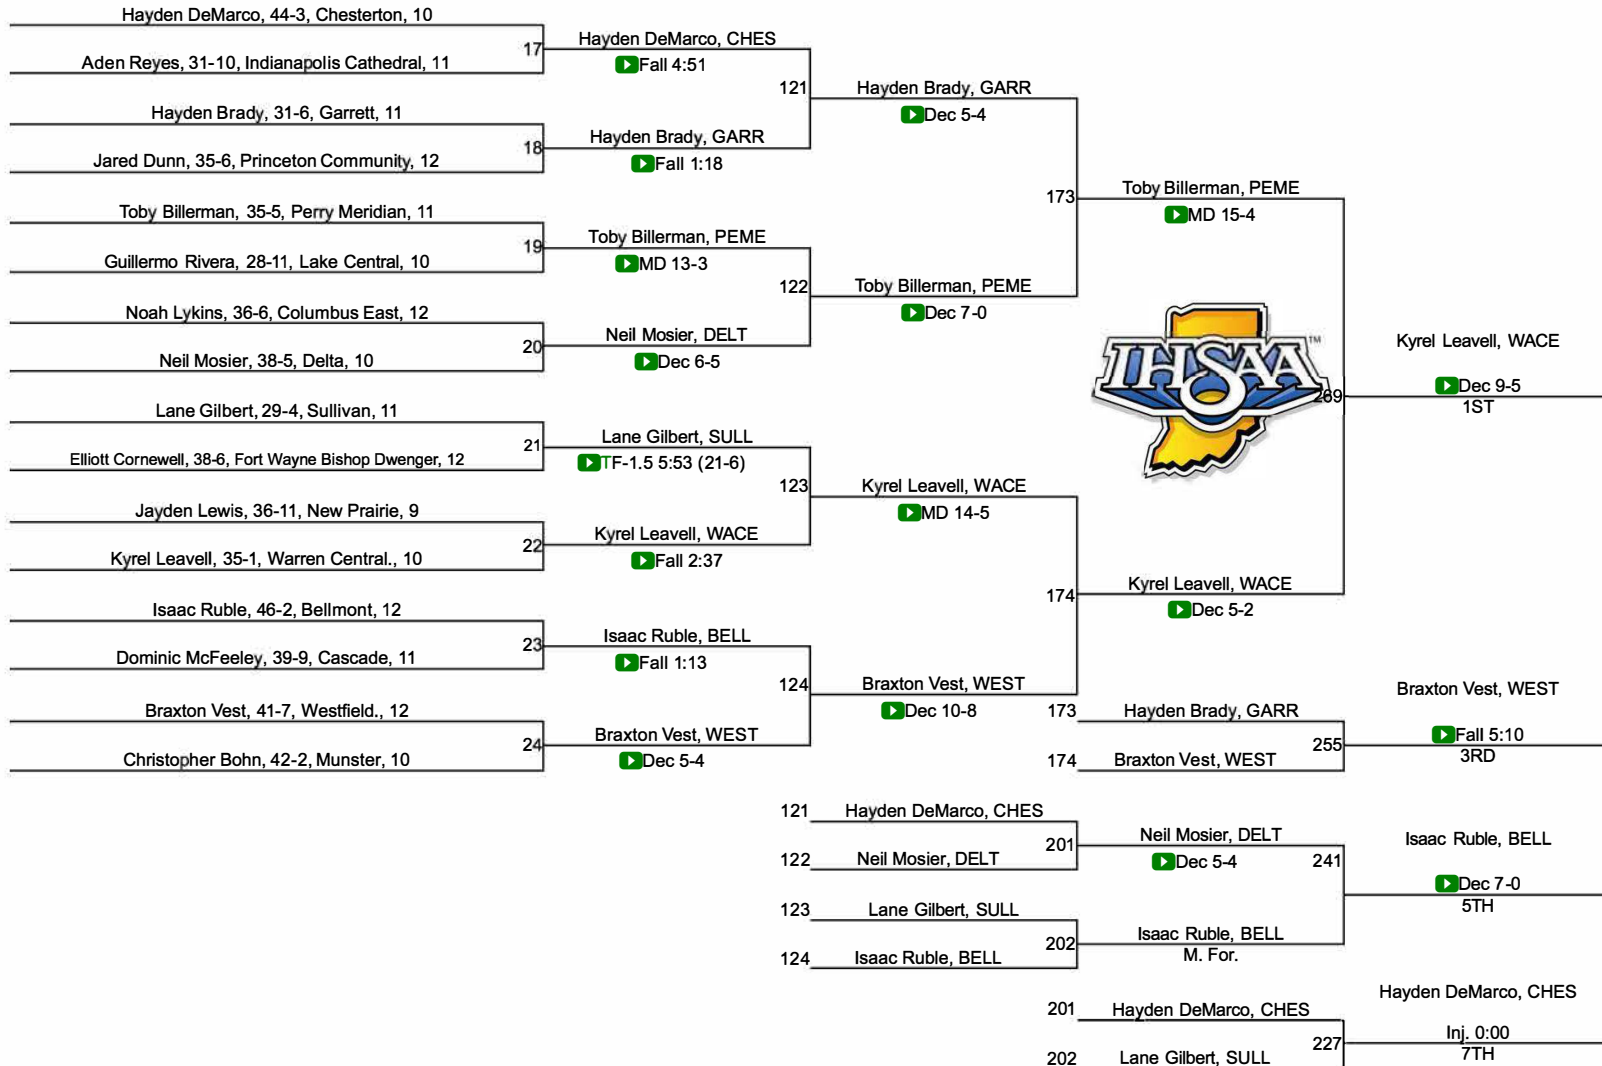 Hayden DeMarco, 44-3, Chesterton, 10
17
Aden Reyes, 31-10, Indianapolis Cathedral, 11
Hayden DeMarco, CHES
Fall 4:51
121
Hayden Brady, 31-6, Garrett, 11
18
Jared Dunn, 35-6, Princeton Community, 12
Hayden Brady, GARR
Fall 1:18
Hayden Brady, GARR
Dec 5-4
173
Toby Billerman, 35-5, Perry Meridian, 11
19
Guillermo Rivera, 28-11, Lake Central, 10
Toby Billerman, PEME
MD 13-3
122
Noah Lykins, 36-6, Columbus East, 12
20
Neil Mosier, 38-5, Delta, 10
Neil Mosier, DELT
Dec 6-5
Toby Billerman, PEME
Dec 7-0
Toby Billerman, PEME
MD 15-4
IHSAA
TM
269
Kyrel Leavell, WACE
Dec 9-5
1ST
Lane Gilbert, 29-4, Sullivan, 11
21
Elliott Cornewell, 38-6, Fort Wayne Bishop Dwenger, 12
Lane Gilbert, SULL
TF-1.5 5:53 (21-6)
123
Jayden Lewis, 36-11, New Prairie, 9
22
Kyrel Leavell, 35-1, Warren Central., 10
Kyrel Leavell, WACE
Fall 2:37
Kyrel Leavell, WACE
MD 14-5
174
Kyrel Leavell, WACE
Dec 5-2
Isaac Ruble, 46-2, Bellmont, 12
23
Dominic McFeeley, 39-9, Cascade, 11
Isaac Ruble, BELL
Fall 1:13
124
Braxton Vest, 41-7, Westfield., 12
24
Christopher Bohn, 42-2, Munster, 10
Braxton Vest, WEST
Dec 5-4
Braxton Vest, WEST
Dec 10-8
173
Hayden Brady, GARR
255
174
Braxton Vest, WEST
Braxton Vest, WEST
Fall 5:10
3RD
121
Hayden DeMarco, CHES
201
122
Neil Mosier, DELT
Neil Mosier, DELT
Dec 5-4
241
123
Lane Gilbert, SULL
202
124
Isaac Ruble, BELL
Isaac Ruble, BELL
M. For.
Isaac Ruble, BELL
Dec 7-0
5TH
201
Hayden DeMarco, CHES
227
202
Lane Gilbert, SULL
Hayden DeMarco, CHES
Inj. 0:00
7TH